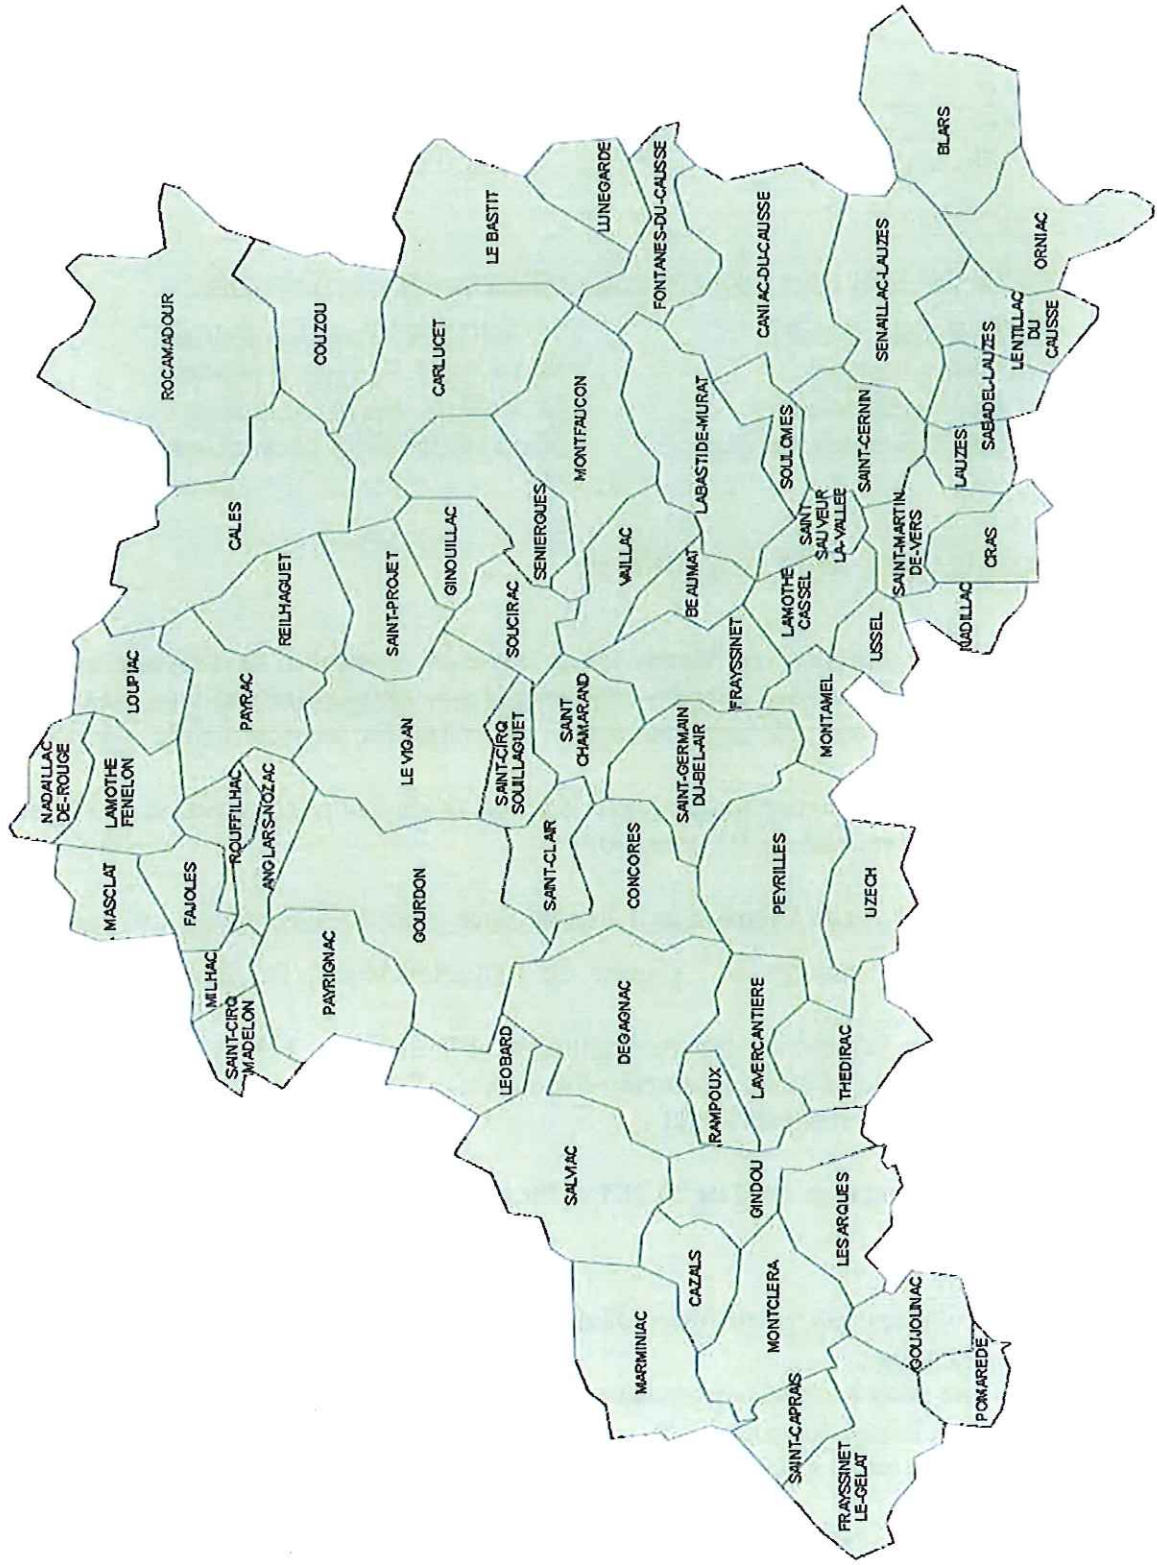 NADAILLAC
DE-ROUGE
MASCLAT
LAMOTHE
FENELON
LOUPIAC
ROCAMADOUR
MILHAC
FAJOLES
ROUFFILHAC
PAYRAC
CALES
SAINT-CIRQ
MADELON
ANGLARS-NOZAC
REILHAGUET
COUZOU
PAYRIGNAC
SAINT-PROJET
GOURDON
LE VIGAN
GINOUILLAC
CARLUCET
LE BASTIT
LEOBARD
SAINT-CIRQ
SOUILLAGUET
SOUCIRAC
SENIERGUES
SALVIAC
SAINT-CLAIR
SAINT
CHAMARAND
MONTFAUCON
LUNEGARDE
MARMINIAC
DEGAGNAC
CONCORES
VAILLAC
FONTANES-DU-CAUSSE
CAZALS
RAMPOUX
SAINT-GERMAIN
DU-BEL-AIR
BEAUMAT
LABASTIDE-MURAT
GINDOU
LAVERCANTIERE
FRAYSSINET
CANIAC-DU-CAUSSE
MONTCLERA
PEYRILLES
LAMOTHE
CASSEL
SOULOMES
SAINT-CAPRAIS
LES ARQUES
THEDIRAC
MONTAMEL
SAINT
SAUVEUR
LA-VALLEE
FRAYSSINET
LE-GELAT
UZECH
USSEL
SAINT-CERNIN
SENAILLAC-LAUZES
GOUJOUNAC
SAINT-MARTIN
DE-VERS
BLARS
POMAREDE
NADILLAC
CRAS
LAUZES
SABADEL-LAUZES
LENTILLAC
DU
CAUSSE
ORNIAC